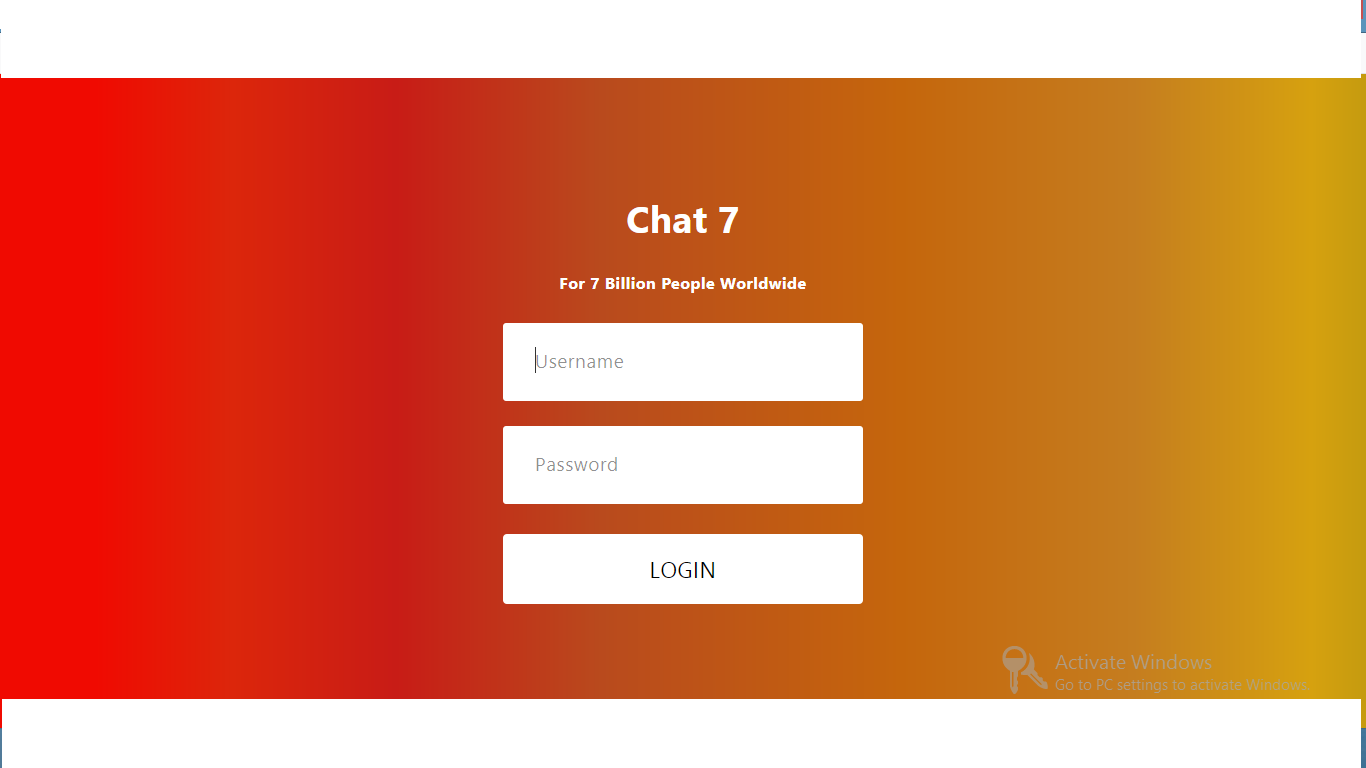 Chat 7
For 7 Billion People Worldwide
Username
Password
LOGIN
Activate Windows
Go to PC settings to activate Windows.